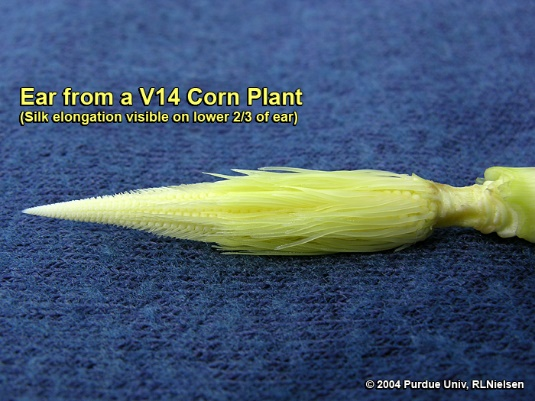 Ear from a V14 Corn Plant
(Silk elongation visible on lower 2/3 of ear)
© 2004 Purdue Univ, RLNielsen